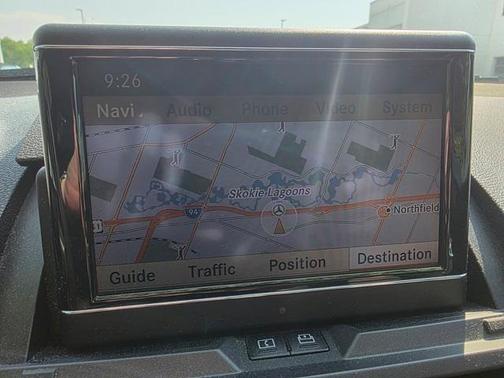 9:26
Navi Audio Phone Video System
Skokie Lagoons
94
Northfield
Guide Traffic Position Destination